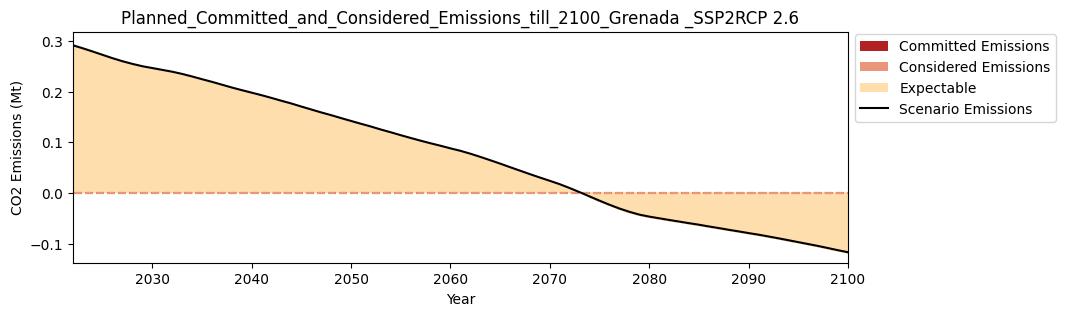 Planned_Committed_and_Considered_Emissions_till_2100_Grenada _SSP2RCP 2.6
Committed Emissions
Considered Emissions
Expectable
Scenario Emissions
CO2 Emissions (Mt)
0.3
0.2
0.1
0.0
−0.1
2030 2040 2050 2060 2070 2080 2090 2100
Year